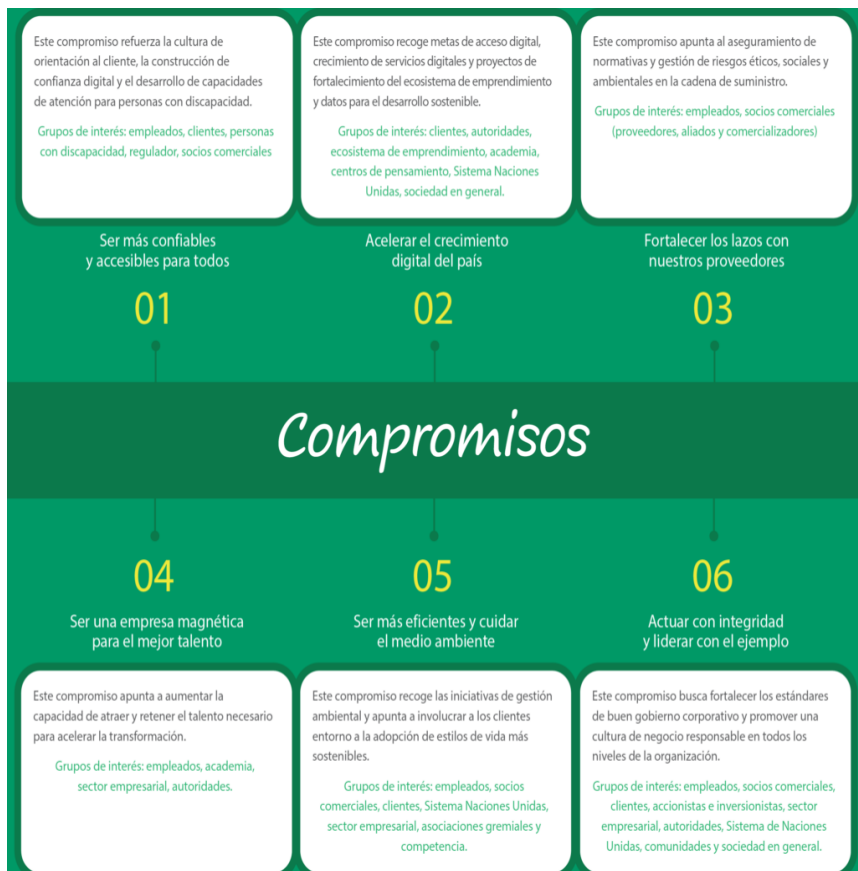 Este compromiso refuerza la cultura de
orientación al cliente, la construcción de
confianza digital y el desarrollo de capacidades
de atención para personas con discapacidad.
Grupos de interés: empleados, clientes, personas
con discapacidad, regulador, socios comerciales
Ser más confiables
y accesibles para todos
01
Este compromiso recoge metas de acceso digital,
crecimiento de servicios digitales y proyectos de
fortalecimiento del ecosistema de emprendimiento
y datos para el desarrollo sostenible.
Grupos de interés: clientes, autoridades,
ecosistema de emprendimiento, academia,
centros de pensamiento, Sistema Naciones
Unidas, sociedad en general.
Acelerar el crecimiento
digital del país
02
Este compromiso apunta al aseguramiento de
normativas y gestión de riesgos éticos, sociales y
ambientales en la cadena de suministro.
Grupos de interés: empleados, socios comerciales
(proveedores, aliados y comercializadores)
Fortalecer los lazos con
nuestros proveedores
03
Compromisos
04
Ser una empresa magnética
para el mejor talento
Este compromiso apunta a aumentar la
capacidad de atraer y retener el talento necesario
para acelerar la transformación.
Grupos de interés: empleados, academia,
sector empresarial, autoridades.
05
Ser más eficientes y cuidar
el medio ambiente
Este compromiso recoge las iniciativas de gestión
ambiental y apunta a involucrar a los clientes
entorno a la adopción de estilos de vida más
sostenibles.
Grupos de interés: empleados, socios
comerciales, clientes, Sistema Naciones Unidas,
sector empresarial, asociaciones gremiales y
competencia.
06
Actuar con integridad
y liderar con el ejemplo
Este compromiso busca fortalecer los estándares
de buen gobierno corporativo y promover una
cultura de negocio responsable en todos los
niveles de la organización.
Grupos de interés: empleados, socios comerciales,
clientes, accionistas e inversionistas, sector
empresarial, autoridades, Sistema de Naciones
Unidas, comunidades y sociedad en general.